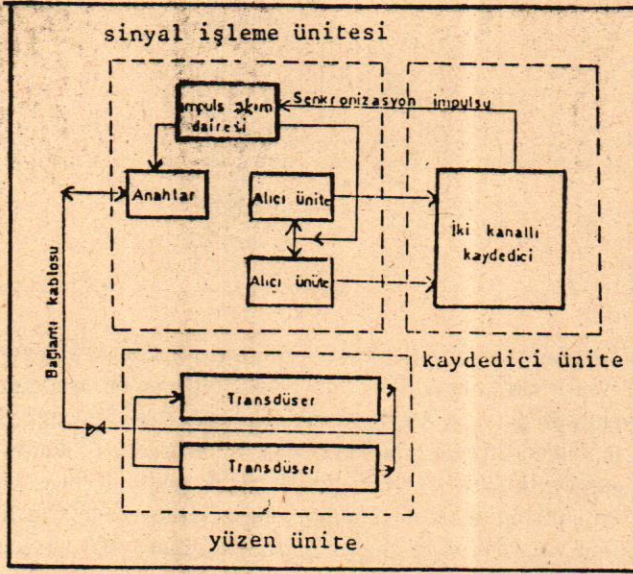 sinyal işleme ünitesi
impuls akım
dairesi
Senkronizasyon impulsu
Anahtar
Alıcı ünite
Alıcı ünite
İki kanallı
kaydedici
Bağlantı kablosu
kaydedici ünite
Transdüser
Transdüser
yüzen ünite